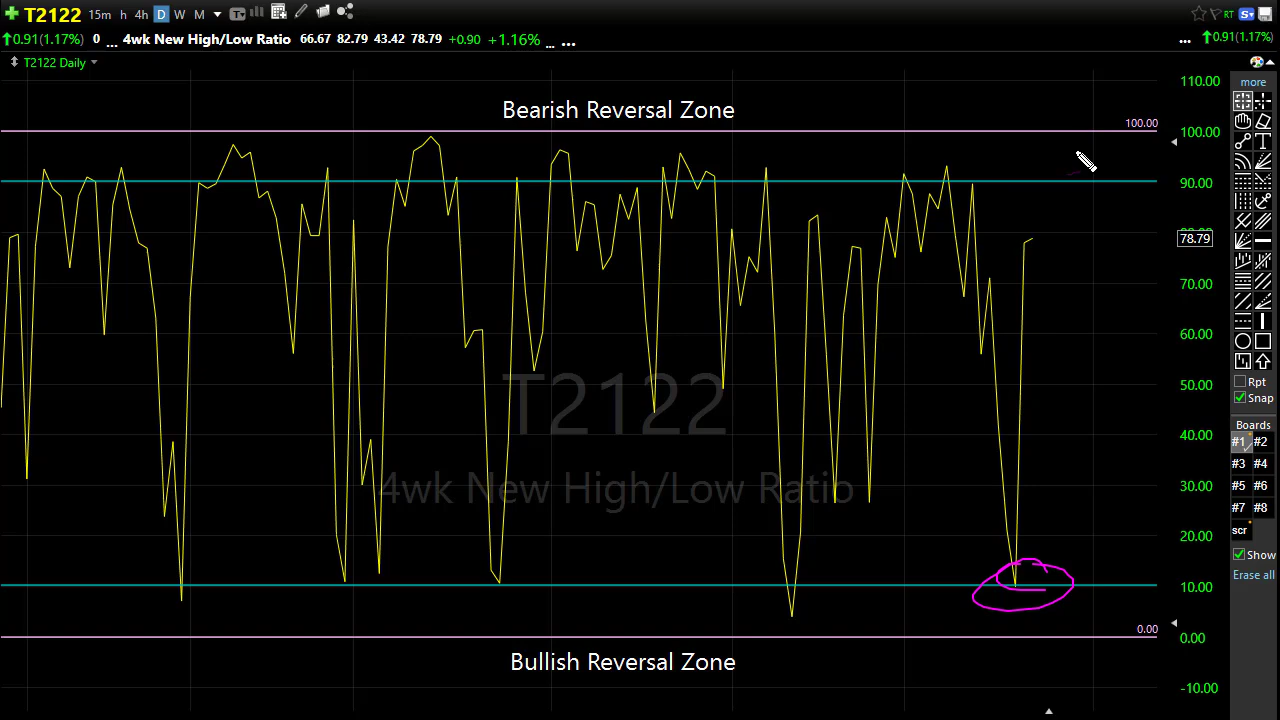 T2122 15m h 4h D W M RT
0.91(1.17%) 0 ... 4wk New High/Low Ratio 66.67 82.79 43.42 78.79 +0.90 +1.16% ... ... ... 0.91(1.17%)
T2122 Daily
more
Bearish Reversal Zone
110.00
100.00
100.00
90.00
78.79
70.00
60.00
50.00
40.00
30.00
20.00
10.00
0.00
0.00
-10.00
T2122
4wk New High/Low Ratio
Bullish Reversal Zone
Rpt
Snap
Boards
#1 #2
#3 #4
#5 #6
#7 #8
scr
Show
Erase all